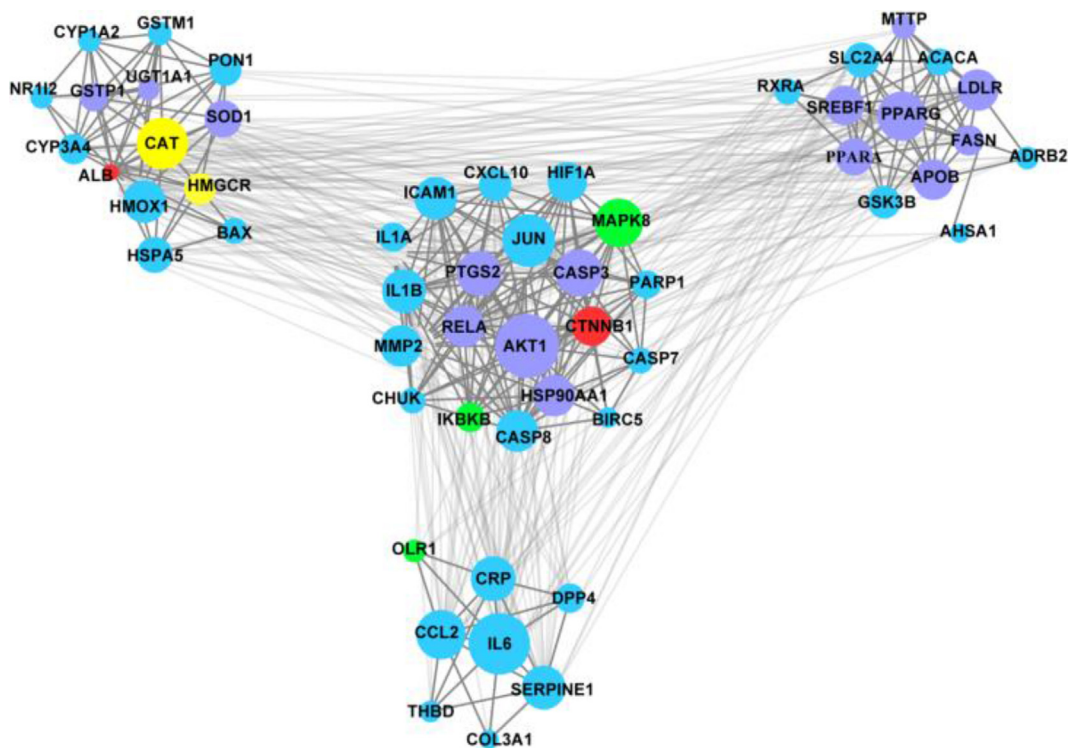 CYP1A2
GSTM1
PON1
NR1I2
GSTP1
UGT1A1
SOD1
CAT
CYP3A4
ALB
HMGCR
HMOX1
BAX
HSPA5
MTTP
SLC2A4
ACACA
RXRA
SREBF1
PPARG
LDLR
PPARA
FASN
ADRB2
APOB
GSK3B
AHSA1
ICAM1
CXCL10
HIF1A
MAPK8
IL1A
JUN
PTGS2
CASP3
PARP1
IL1B
RELA
CTNNB1
MMP2
AKT1
CASP7
CHUK
HSP90AA1
IKBKB
BIRC5
CASP8
OLR1
CRP
DPP4
CCL2
IL6
SERPINE1
THBD
COL3A1